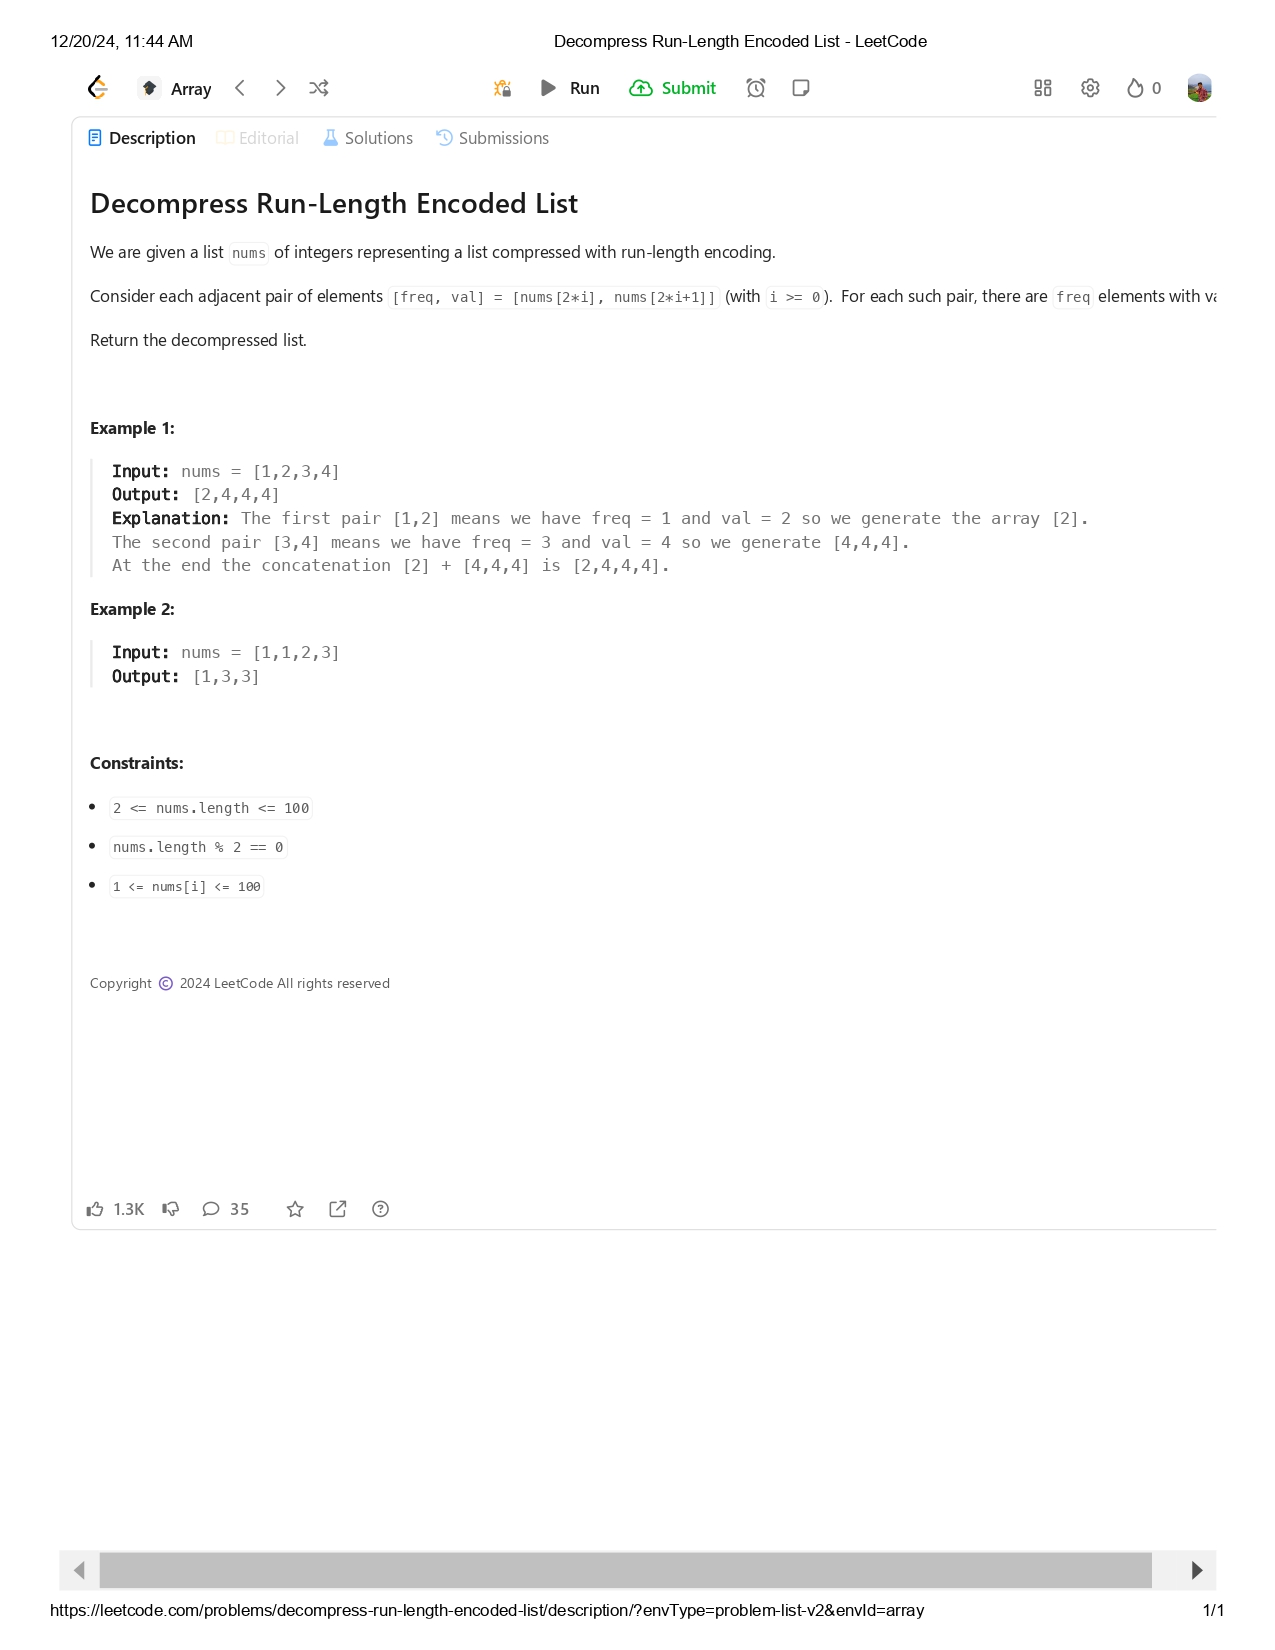 12/20/24, 11:44 AM Decompress Run-Length Encoded List - LeetCode
Array Run Submit 0
Description Editorial Solutions Submissions
Decompress Run-Length Encoded List
We are given a list nums of integers representing a list compressed with run-length encoding.
Consider each adjacent pair of elements [freq, val] = [nums[2*i], nums[2*i+1]] (with i >= 0). For each such pair, there are freq elements with
Return the decompressed list.
Example 1:
Input: nums = [1,2,3,4]
Output: [2,4,4,4]
Explanation: The first pair [1,2] means we have freq = 1 and val = 2 so we generate the array [2].
The second pair [3,4] means we have freq = 3 and val = 4 so we generate [4,4,4].
At the end the concatenation [2] + [4,4,4] is [2,4,4,4].
Example 2:
Input: nums = [1,1,2,3]
Output: [1,3,3]
Constraints:
• 2 <= nums.length <= 100
• nums.length % 2 == 0
• 1 <= nums[i] <= 100
Copyright © 2024 LeetCode All rights reserved
1.3K 35
https://leetcode.com/problems/decompress-run-length-encoded-list/description/?envType=problem-list-v2&envId=array 1/1